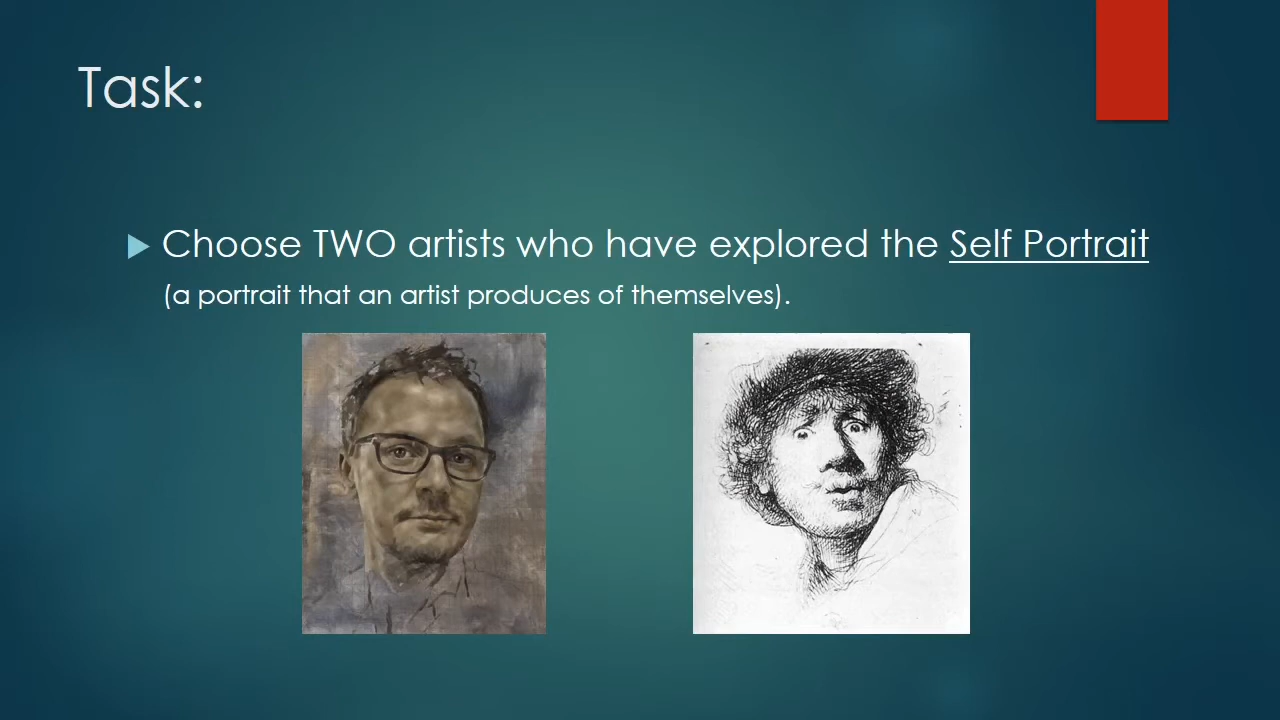 Task:
Choose TWO artists who have explored the Self Portrait
(a portrait that an artist produces of themselves).